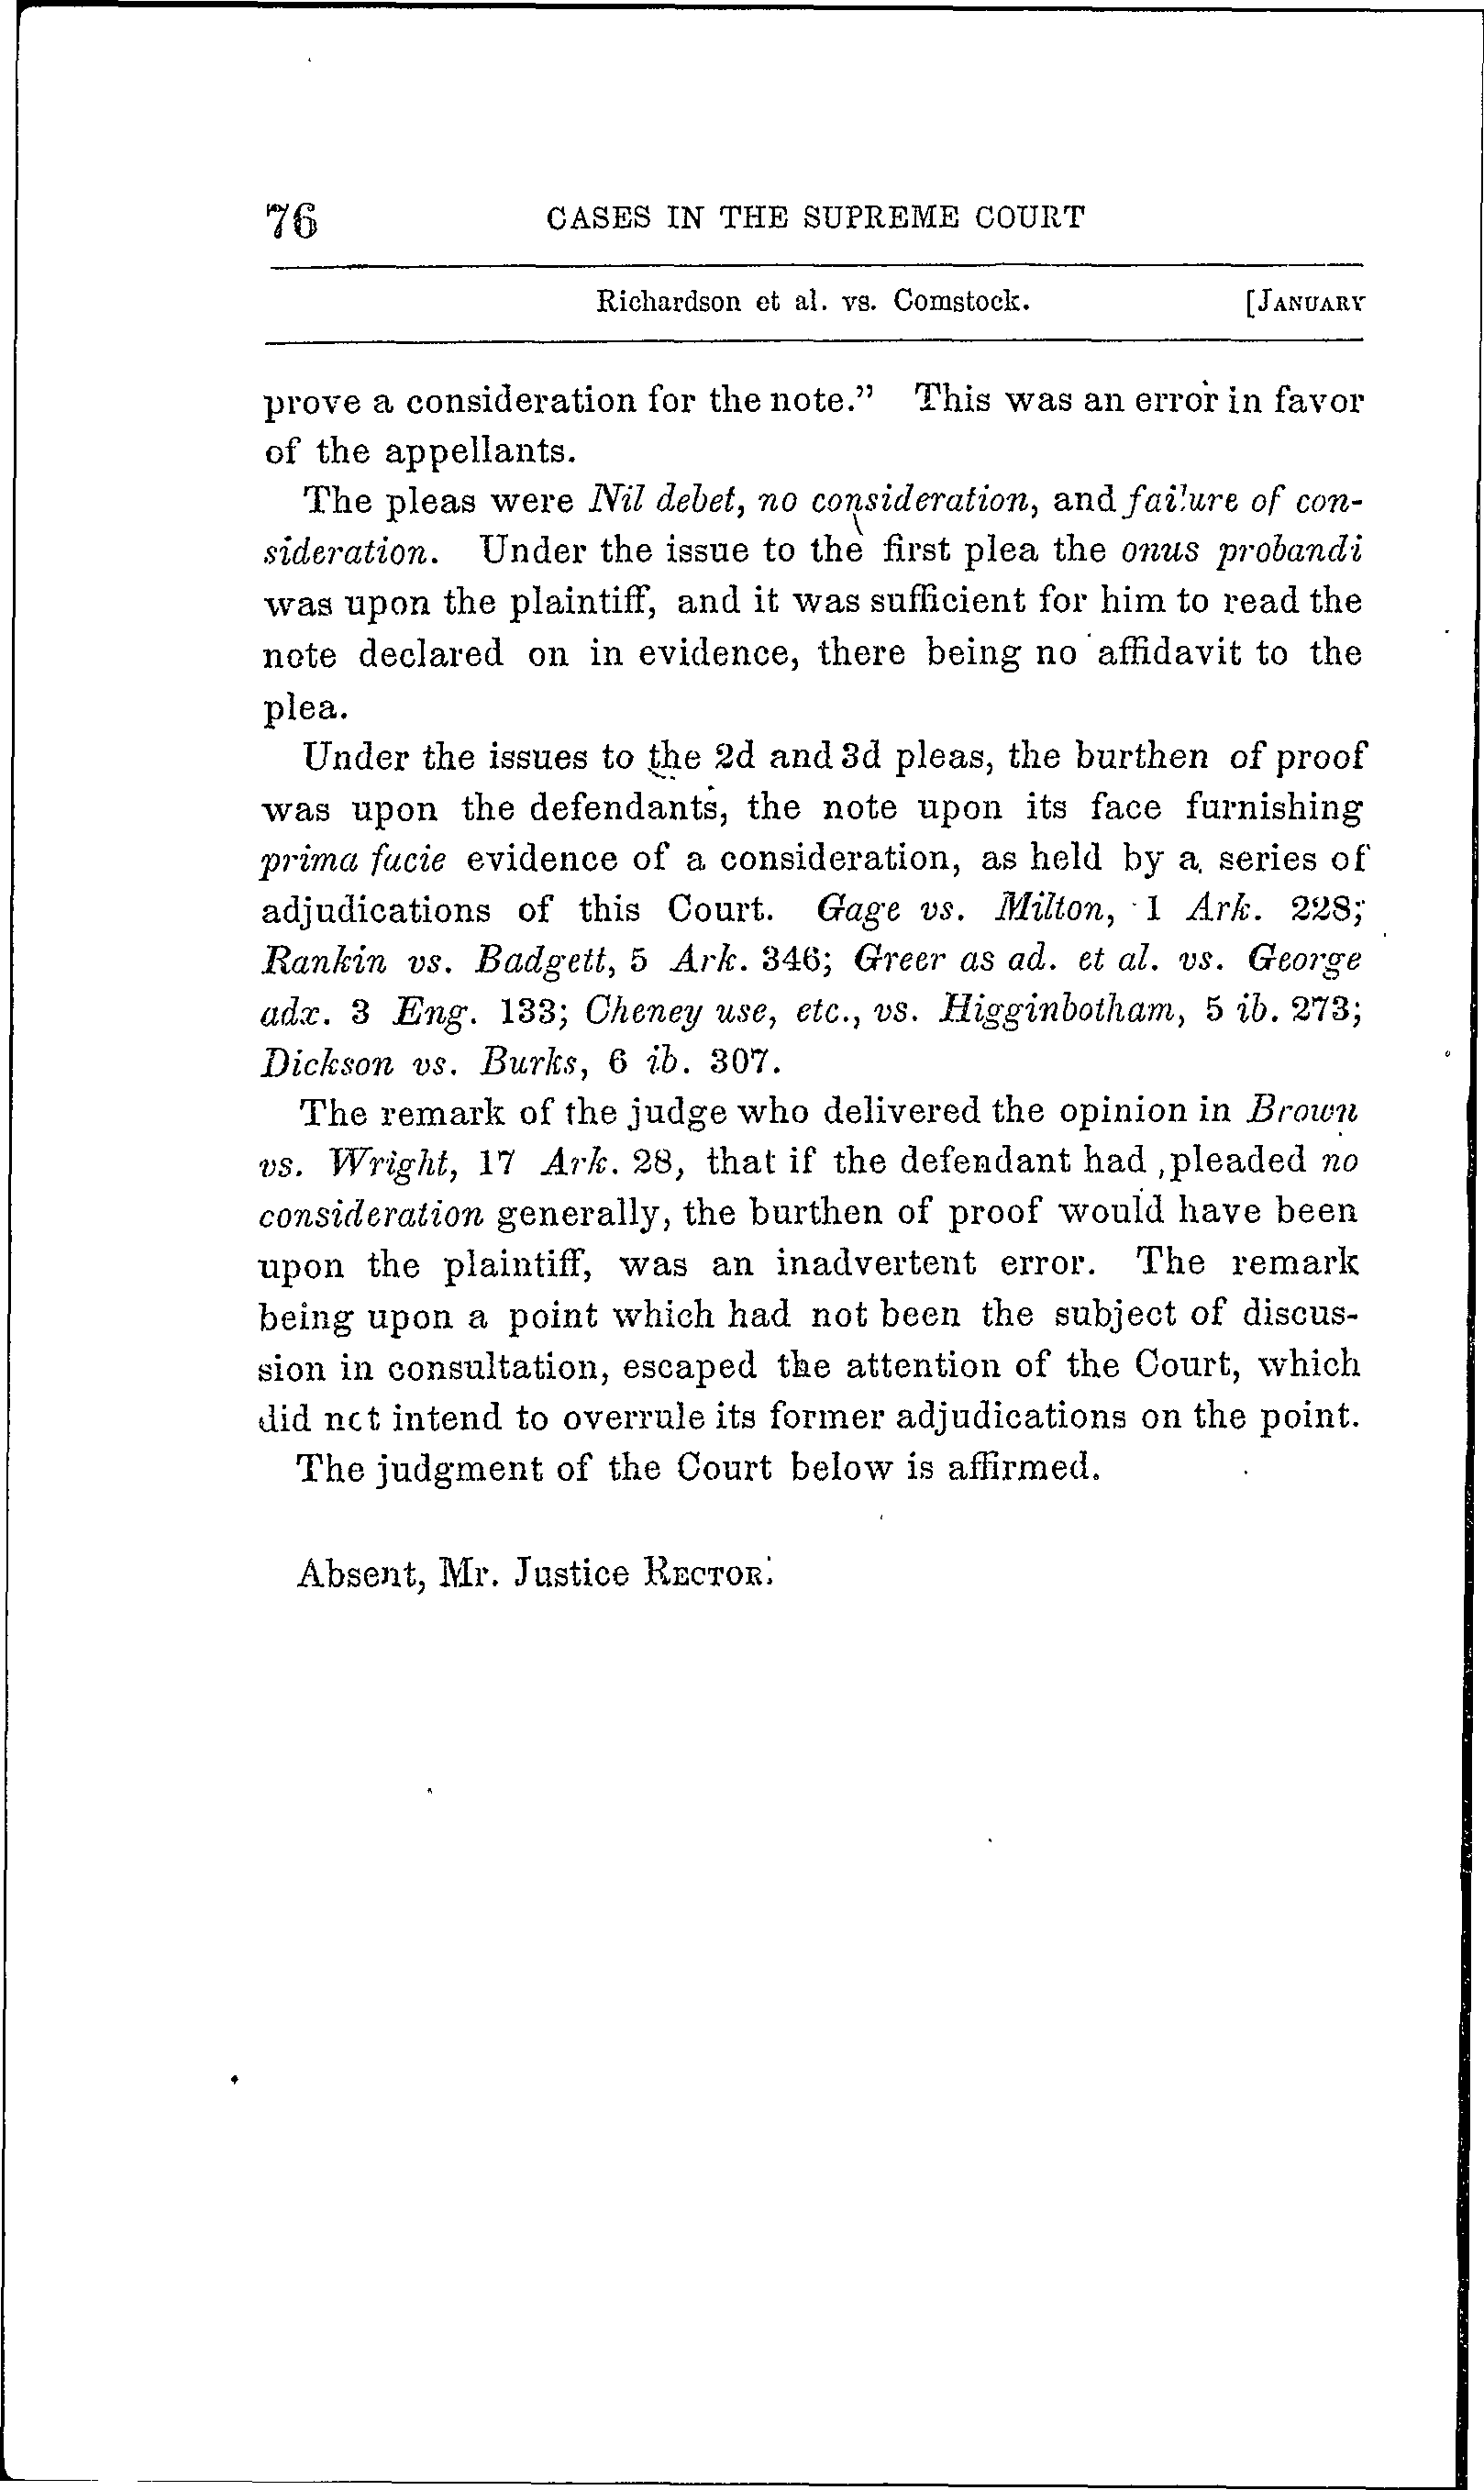 76 CASES IN THE SUPREME COURT
Richardson et al. vs. Comstock. [JANUARY
prove a consideration for the note." This was an error in favor
of the appellants.
The pleas were Nil debet, no consideration, and failure of con-
sideration. Under the issue to the first plea the onus probandi
was upon the plaintiff, and it was sufficient for him to read the
note declared on in evidence, there being no affidavit to the
plea.
Under the issues to the 2d and 3d pleas, the burthen of proof
was upon the defendants, the note upon its face furnishing
prima facie evidence of a consideration, as held by a series of
adjudications of this Court. Gage vs. Milton, 1 Ark. 228;
Rankin vs. Badgett, 5 Ark. 346; Greer as ad. et al. vs. George
adx. 3 Eng. 133; Cheney use, etc., vs. Higginbotham, 5 ib. 273;
Dickson vs. Burks, 6 ib. 307.
The remark of the judge who delivered the opinion in Brown
vs. Wright, 17 Ark. 28, that if the defendant had pleaded no
consideration generally, the burthen of proof would have been
upon the plaintiff, was an inadvertent error. The remark
being upon a point which had not been the subject of discus-
sion in consultation, escaped the attention of the Court, which
did not intend to overrule its former adjudications on the point.
The judgment of the Court below is affirmed.
Absent, Mr. Justice RECTOR.